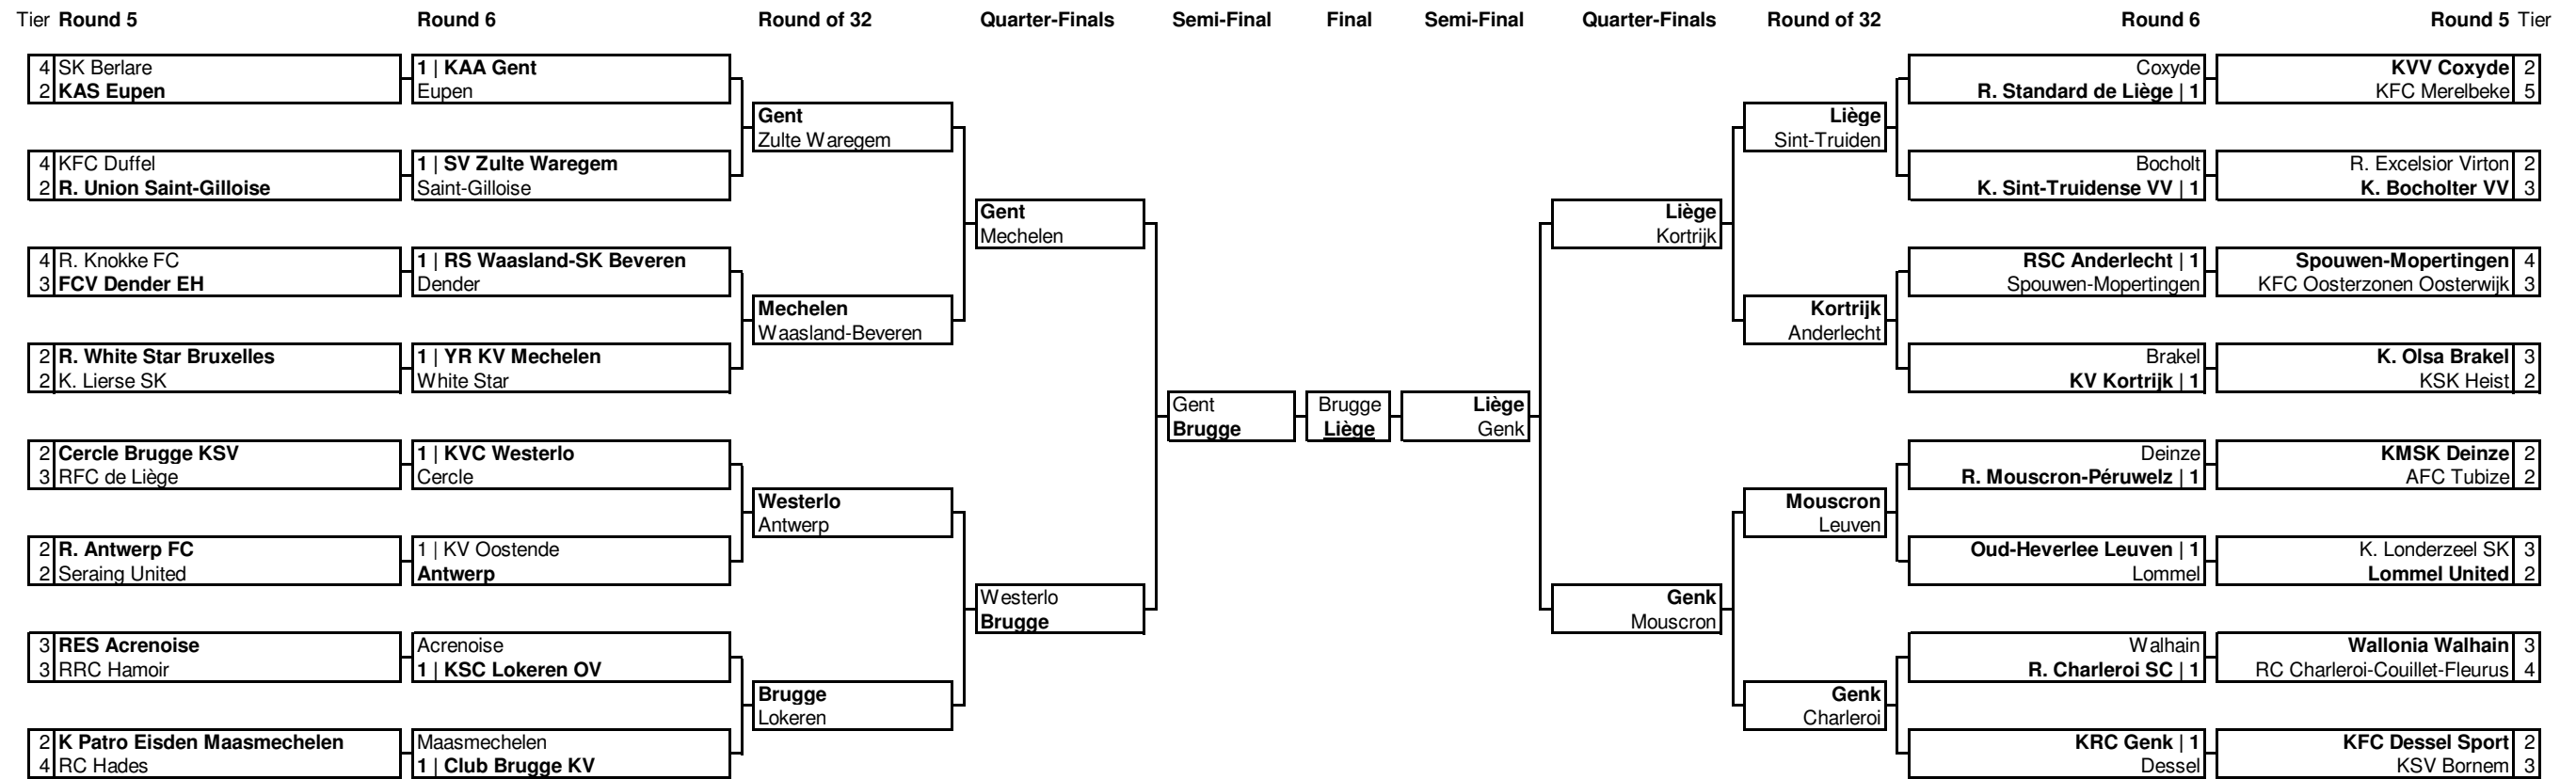 Tier Round 5 Round 6 Round of 32 Quarter-Finals Semi-Final Final Semi-Final Quarter-Finals Round of 32 Round 6 Round 5 Tier
4 SK Berlare 1 | KAA Gent Coxyde KVV Coxyde 2
2 KAS Eupen Eupen R. Standard de Liège | 1 KFC Merelbeke 5
Gent Liège
Zulte Waregem Sint-Truiden
4 KFC Duffel 1 | SV Zulte Waregem Bocholt R. Excelsior Virton 2
2 R. Union Saint-Gilloise Saint-Gilloise K. Sint-Truidense VV | 1 K. Bocholter VV 3
Gent Liège
Mechelen Kortrijk
4 R. Knokke FC 1 | RS Waasland-SK Beveren RSC Anderlecht | 1 Spouwen-Mopertingen 4
3 FCV Dender EH Dender Spouwen-Mopertingen KFC Oosterzonen Oosterwijk 3
Mechelen Kortrijk
Waasland-Beveren Anderlecht
2 R. White Star Bruxelles 1 | YR KV Mechelen Brakel K. Olsa Brakel 3
2 K. Lierse SK White Star KV Kortrijk | 1 KSK Heist 2
Gent Brugge Liège
Brugge Liège Genk
2 Cercle Brugge KSV 1 | KVC Westerlo Deinze KMSK Deinze 2
3 RFC de Liège Cercle R. Mouscron-Péruwelz | 1 AFC Tubize 2
Westerlo Mouscron
Antwerp Leuven
2 R. Antwerp FC 1 | KV Oostende Oud-Heverlee Leuven | 1 K. Londerzeel SK 3
2 Seraing United Antwerp Lommel Lommel United 2
Westerlo Genk
Brugge Mouscron
3 RES Acrenoise Acrenoise Walhain Wallonia Walhain 3
3 RRC Hamoir 1 | KSC Lokeren OV R. Charleroi SC | 1 RC Charleroi-Couillet-Fleurus 4
Brugge Genk
Lokeren Charleroi
2 K Patro Eisden Maasmechelen Maasmechelen KRC Genk | 1 KFC Dessel Sport 2
4 RC Hades 1 | Club Brugge KV Dessel KSV Bornem 3